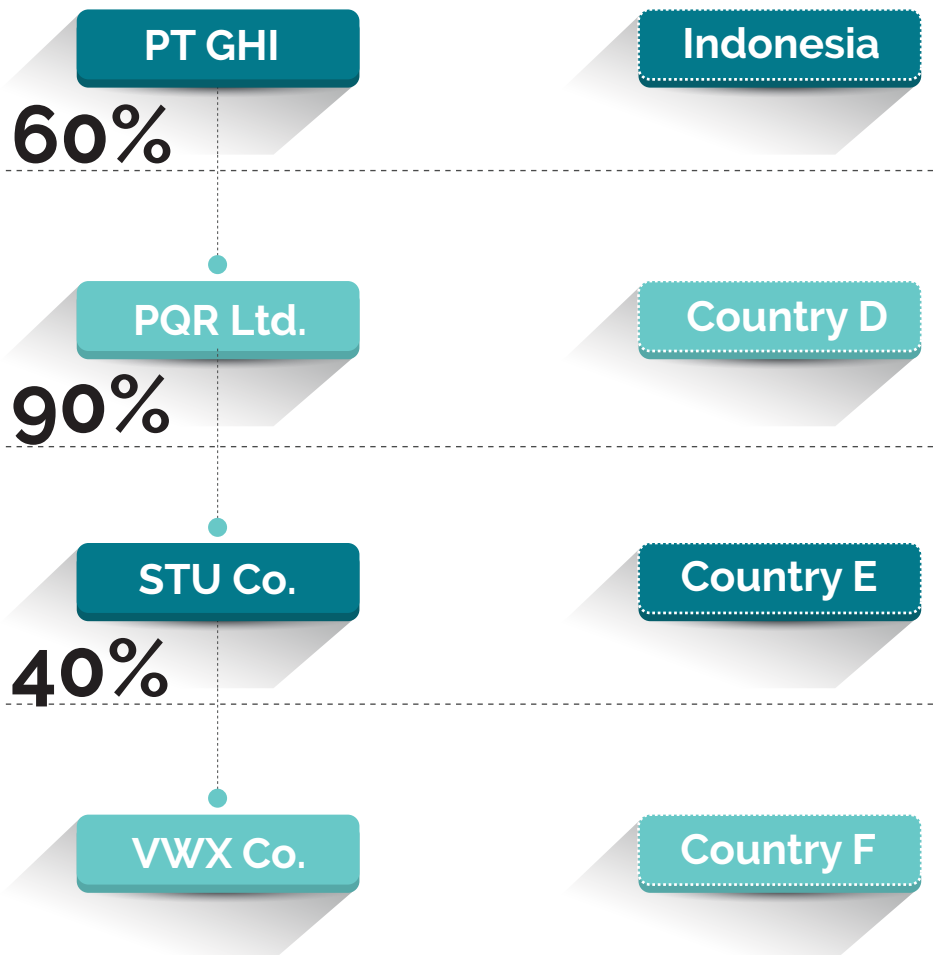 PT GHI
Indonesia
60%
PQR Ltd.
Country D
90%
STU Co.
Country E
40%
VWX Co.
Country F